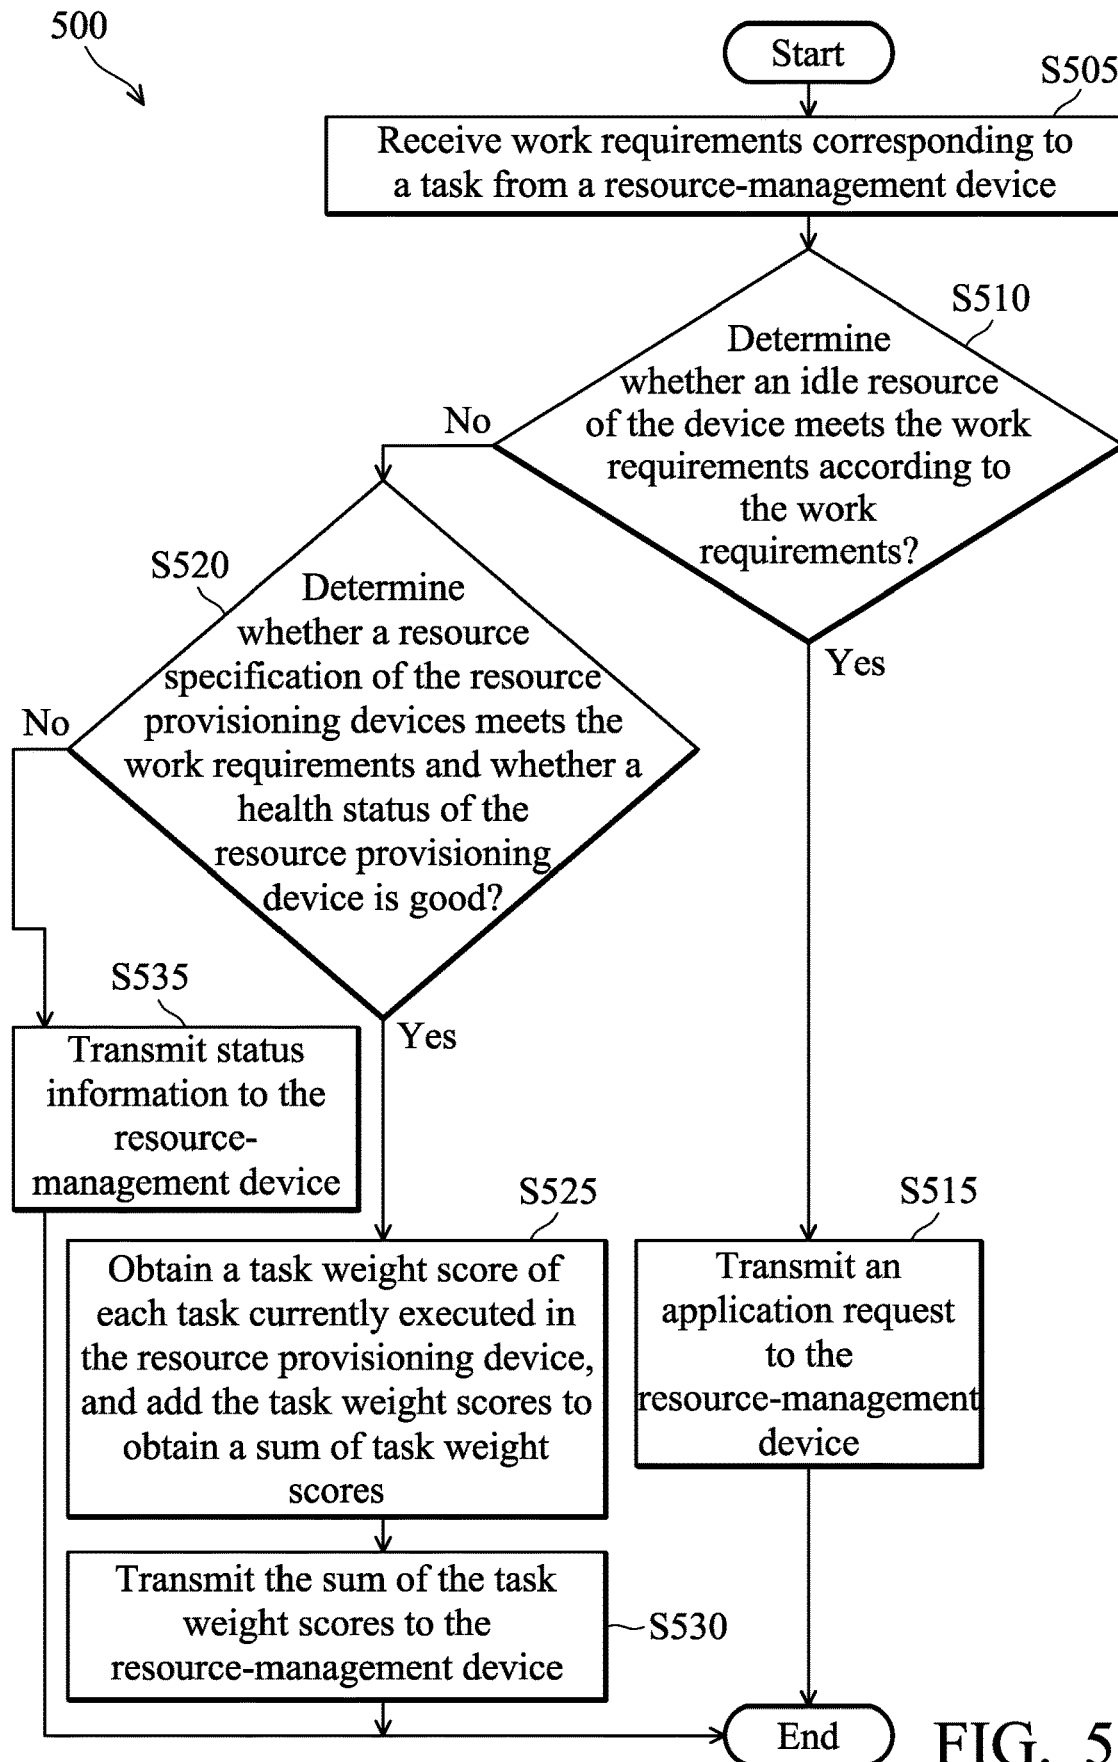 500
Start
S505
Receive work requirements corresponding to
a task from a resource-management device
S510
Determine
whether an idle resource
of the device meets the work
requirements according to
the work
requirements?
No
Yes
S520
Determine
whether a resource
specification of the resource
provisioning devices meets the
work requirements and whether a
health status of the
resource provisioning
device is good?
No
Yes
S535
Transmit status
information to the
resource-
management device
S525
Obtain a task weight score of
each task currently executed in
the resource provisioning device,
and add the task weight scores to
obtain a sum of task weight
scores
S515
Transmit an
application request
to the
resource-management
device
Transmit the sum of the task
weight scores to the
resource-management device
S530
End
FIG. 5